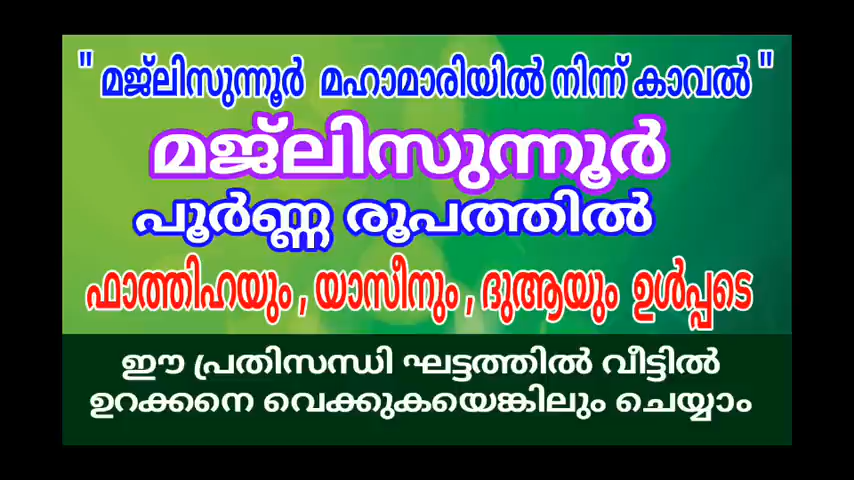 " മജ്ലിസുന്നൂർ മഹാമാരിയിൽ നിന്ന് കാവൽ "
മജ്ലിസുന്നൂർ
പൂർണ്ണ രൂപത്തിൽ
ഫാത്തിഹയും , യാസീനും , ദുആയും ഉൾപ്പടെ
ഈ പ്രതിസന്ധി ഘട്ടത്തിൽ വീട്ടിൽ
ഉറക്കനെ വെക്കുകയെങ്കിലും ചെയ്യാം